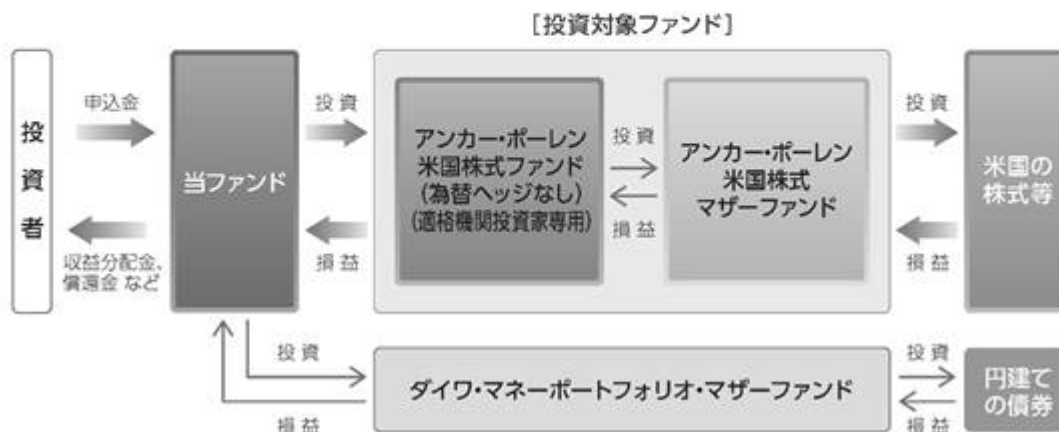 [投資対象ファンド]
投資者
申込金
収益分配金、
償還金 など
当ファンド
投資
損益
アンカー・ポーレン
米国株式ファンド
(為替ヘッジなし)
(適格機関投資家専用)
投資
損益
アンカー・ポーレン
米国株式
マザーファンド
投資
損益
米国の
株式等
投資
損益
ダイワ・マネーポートフォリオ・マザーファンド
投資
損益
円建て
の債券